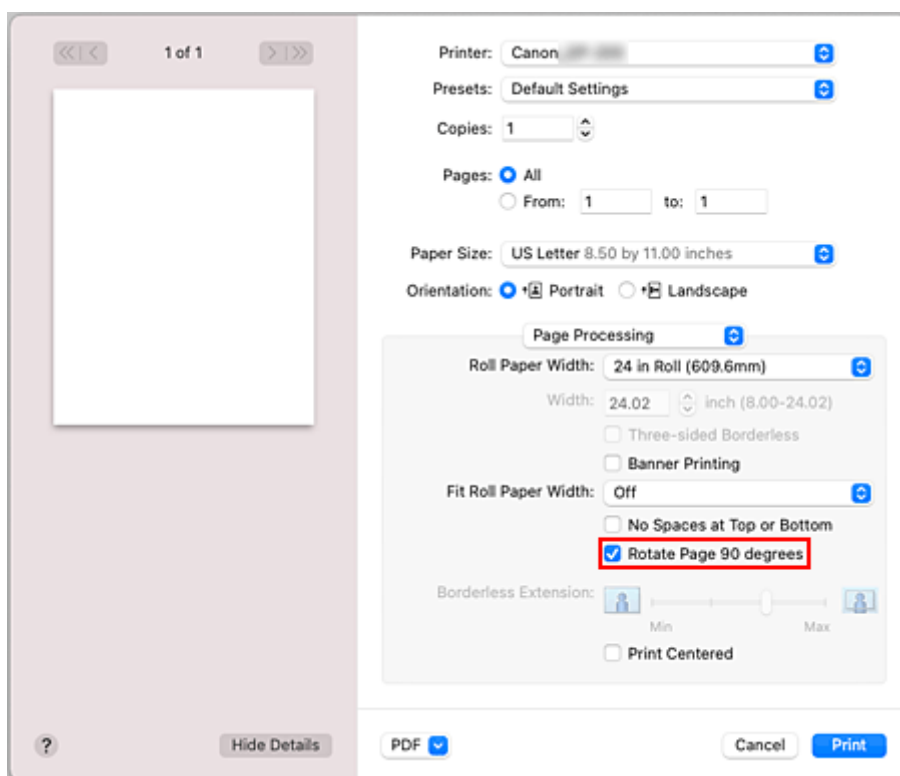 1 of 1
Printer: Canon
Presets: Default Settings
Copies: 1
Pages: All
From: 1 to: 1
Paper Size: US Letter 8.50 by 11.00 inches
Orientation: Portrait Landscape
Page Processing
Roll Paper Width: 24 in Roll (609.6mm)
Width: 24.02 inch (8.00-24.02)
Three-sided Borderless
Banner Printing
Fit Roll Paper Width: Off
No Spaces at Top or Bottom
Rotate Page 90 degrees
Borderless Extension:
Min Max
Print Centered
? Hide Details PDF Cancel Print